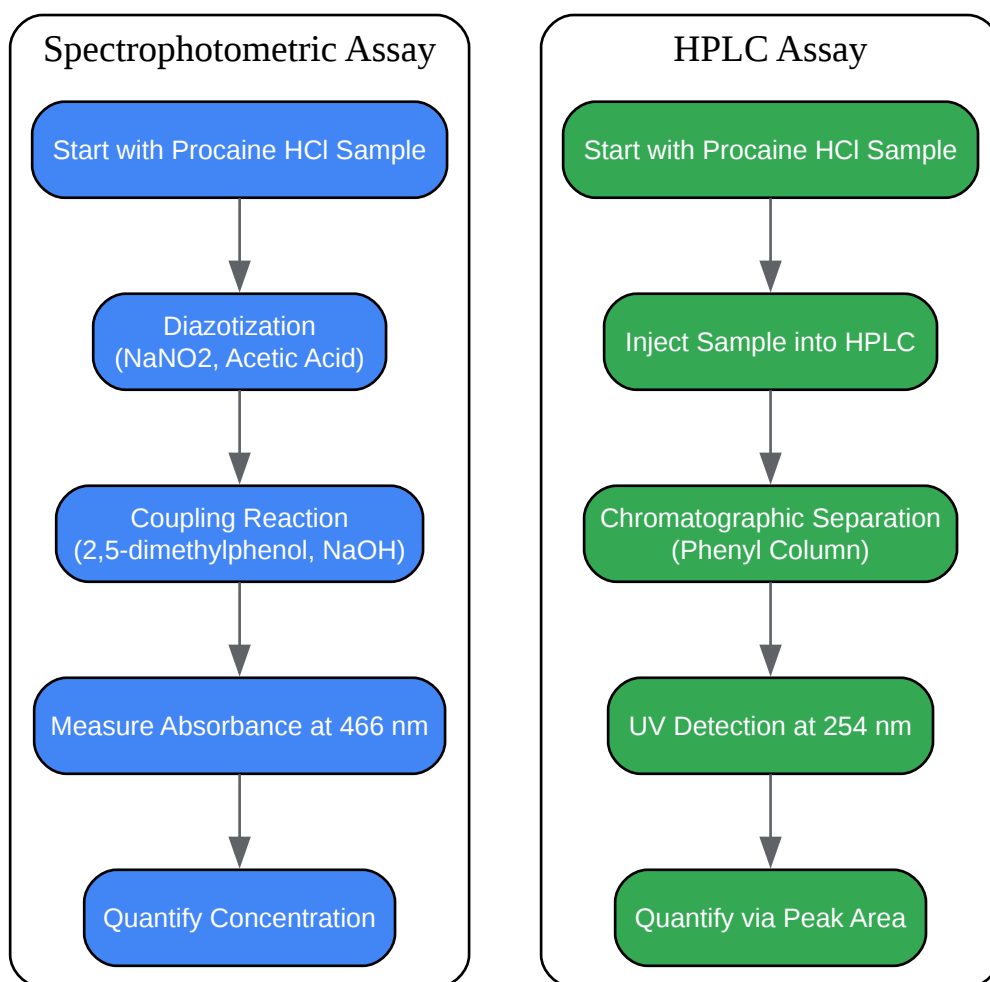 Spectrophotometric Assay
Start with Procaine HCl Sample
Diazotization
(NaNO2, Acetic Acid)
Coupling Reaction
(2,5-dimethylphenol, NaOH)
Measure Absorbance at 466 nm
Quantify Concentration
HPLC Assay
Start with Procaine HCl Sample
Inject Sample into HPLC
Chromatographic Separation
(Phenyl Column)
UV Detection at 254 nm
Quantify via Peak Area